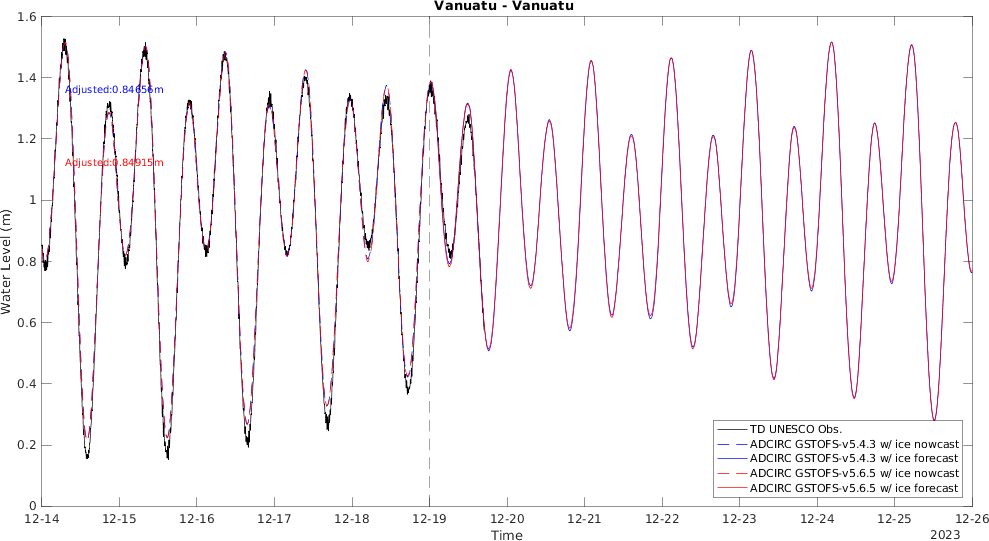 Vanuatu - Vanuatu
1.6
1.4
1.2
1
0.8
0.6
0.4
0.2
0
Water Level (m)
Adjusted:0.84656m
Adjusted:0.84915m
TD UNESCO Obs.
ADCIRC GSTOFS-v5.4.3 w/ ice nowcast
ADCIRC GSTOFS-v5.4.3 w/ ice forecast
ADCIRC GSTOFS-v5.6.5 w/ ice nowcast
ADCIRC GSTOFS-v5.6.5 w/ ice forecast
12-14 12-15 12-16 12-17 12-18 12-19 12-20 12-21 12-22 12-23 12-24 12-25 12-26
Time
2023